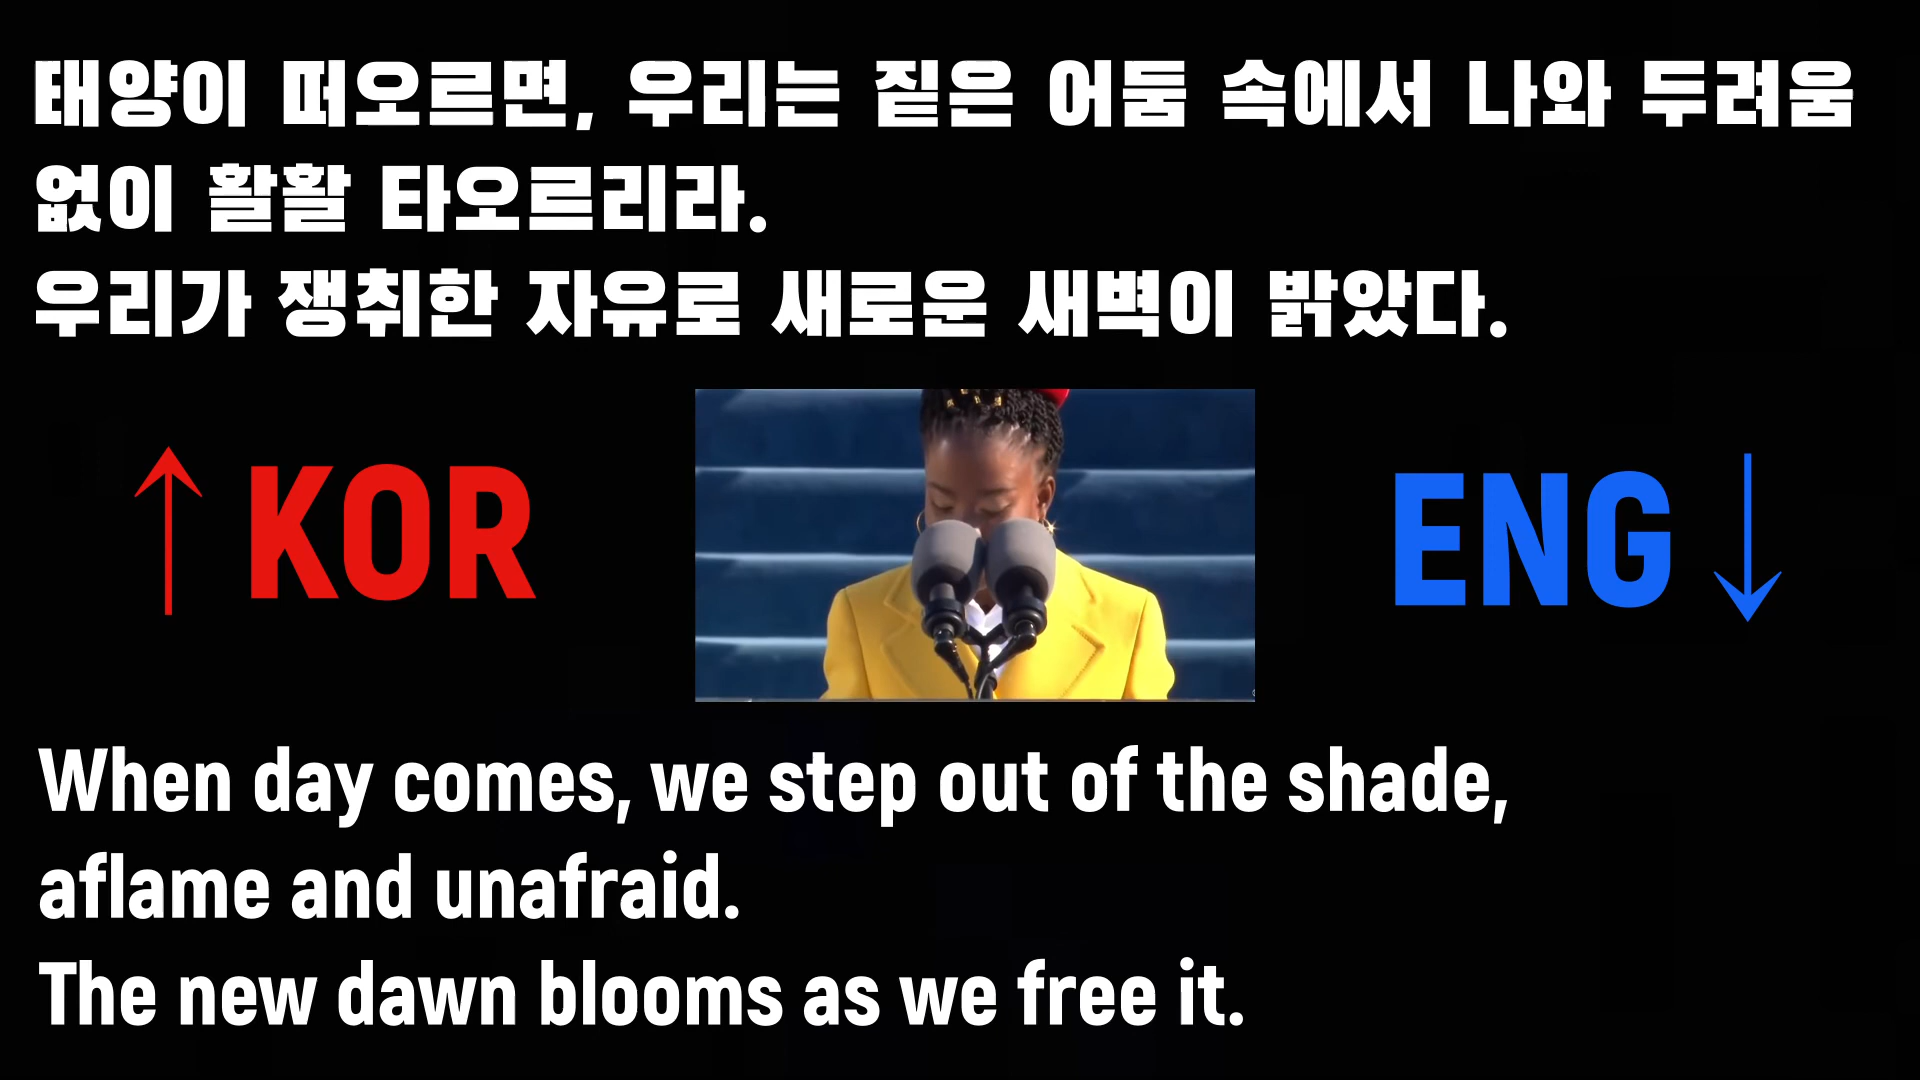 태양이 떠오르면, 우리는 짙은 어둠 속에서 나와 두려움
없이 활활 타오르리라.
우리가 쟁취한 자유로 새로운 새벽이 밝았다.
↑ KOR
ENG ↓
When day comes, we step out of the shade,
aflame and unafraid.
The new dawn blooms as we free it.